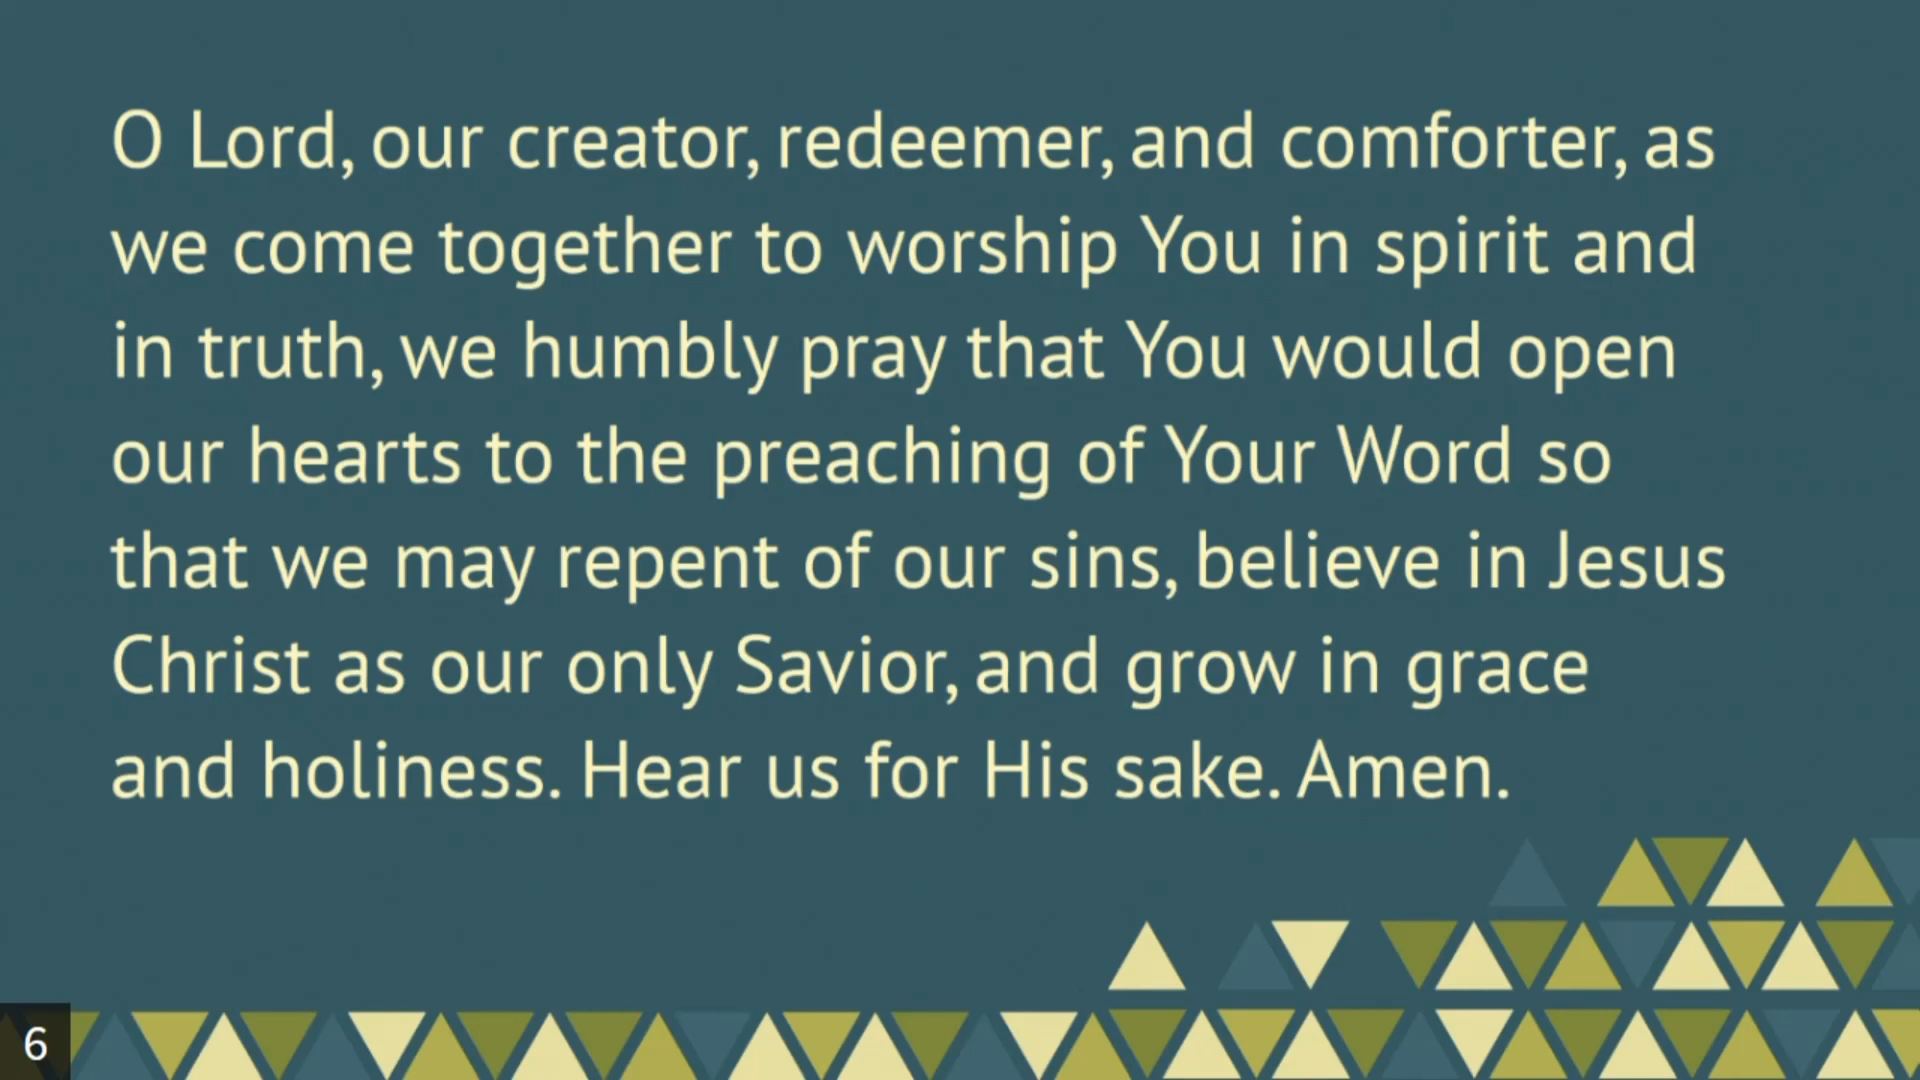 O Lord, our creator, redeemer, and comforter, as
we come together to worship You in spirit and
in truth, we humbly pray that You would open
our hearts to the preaching of Your Word so
that we may repent of our sins, believe in Jesus
Christ as our only Savior, and grow in grace
and holiness. Hear us for His sake. Amen.
6